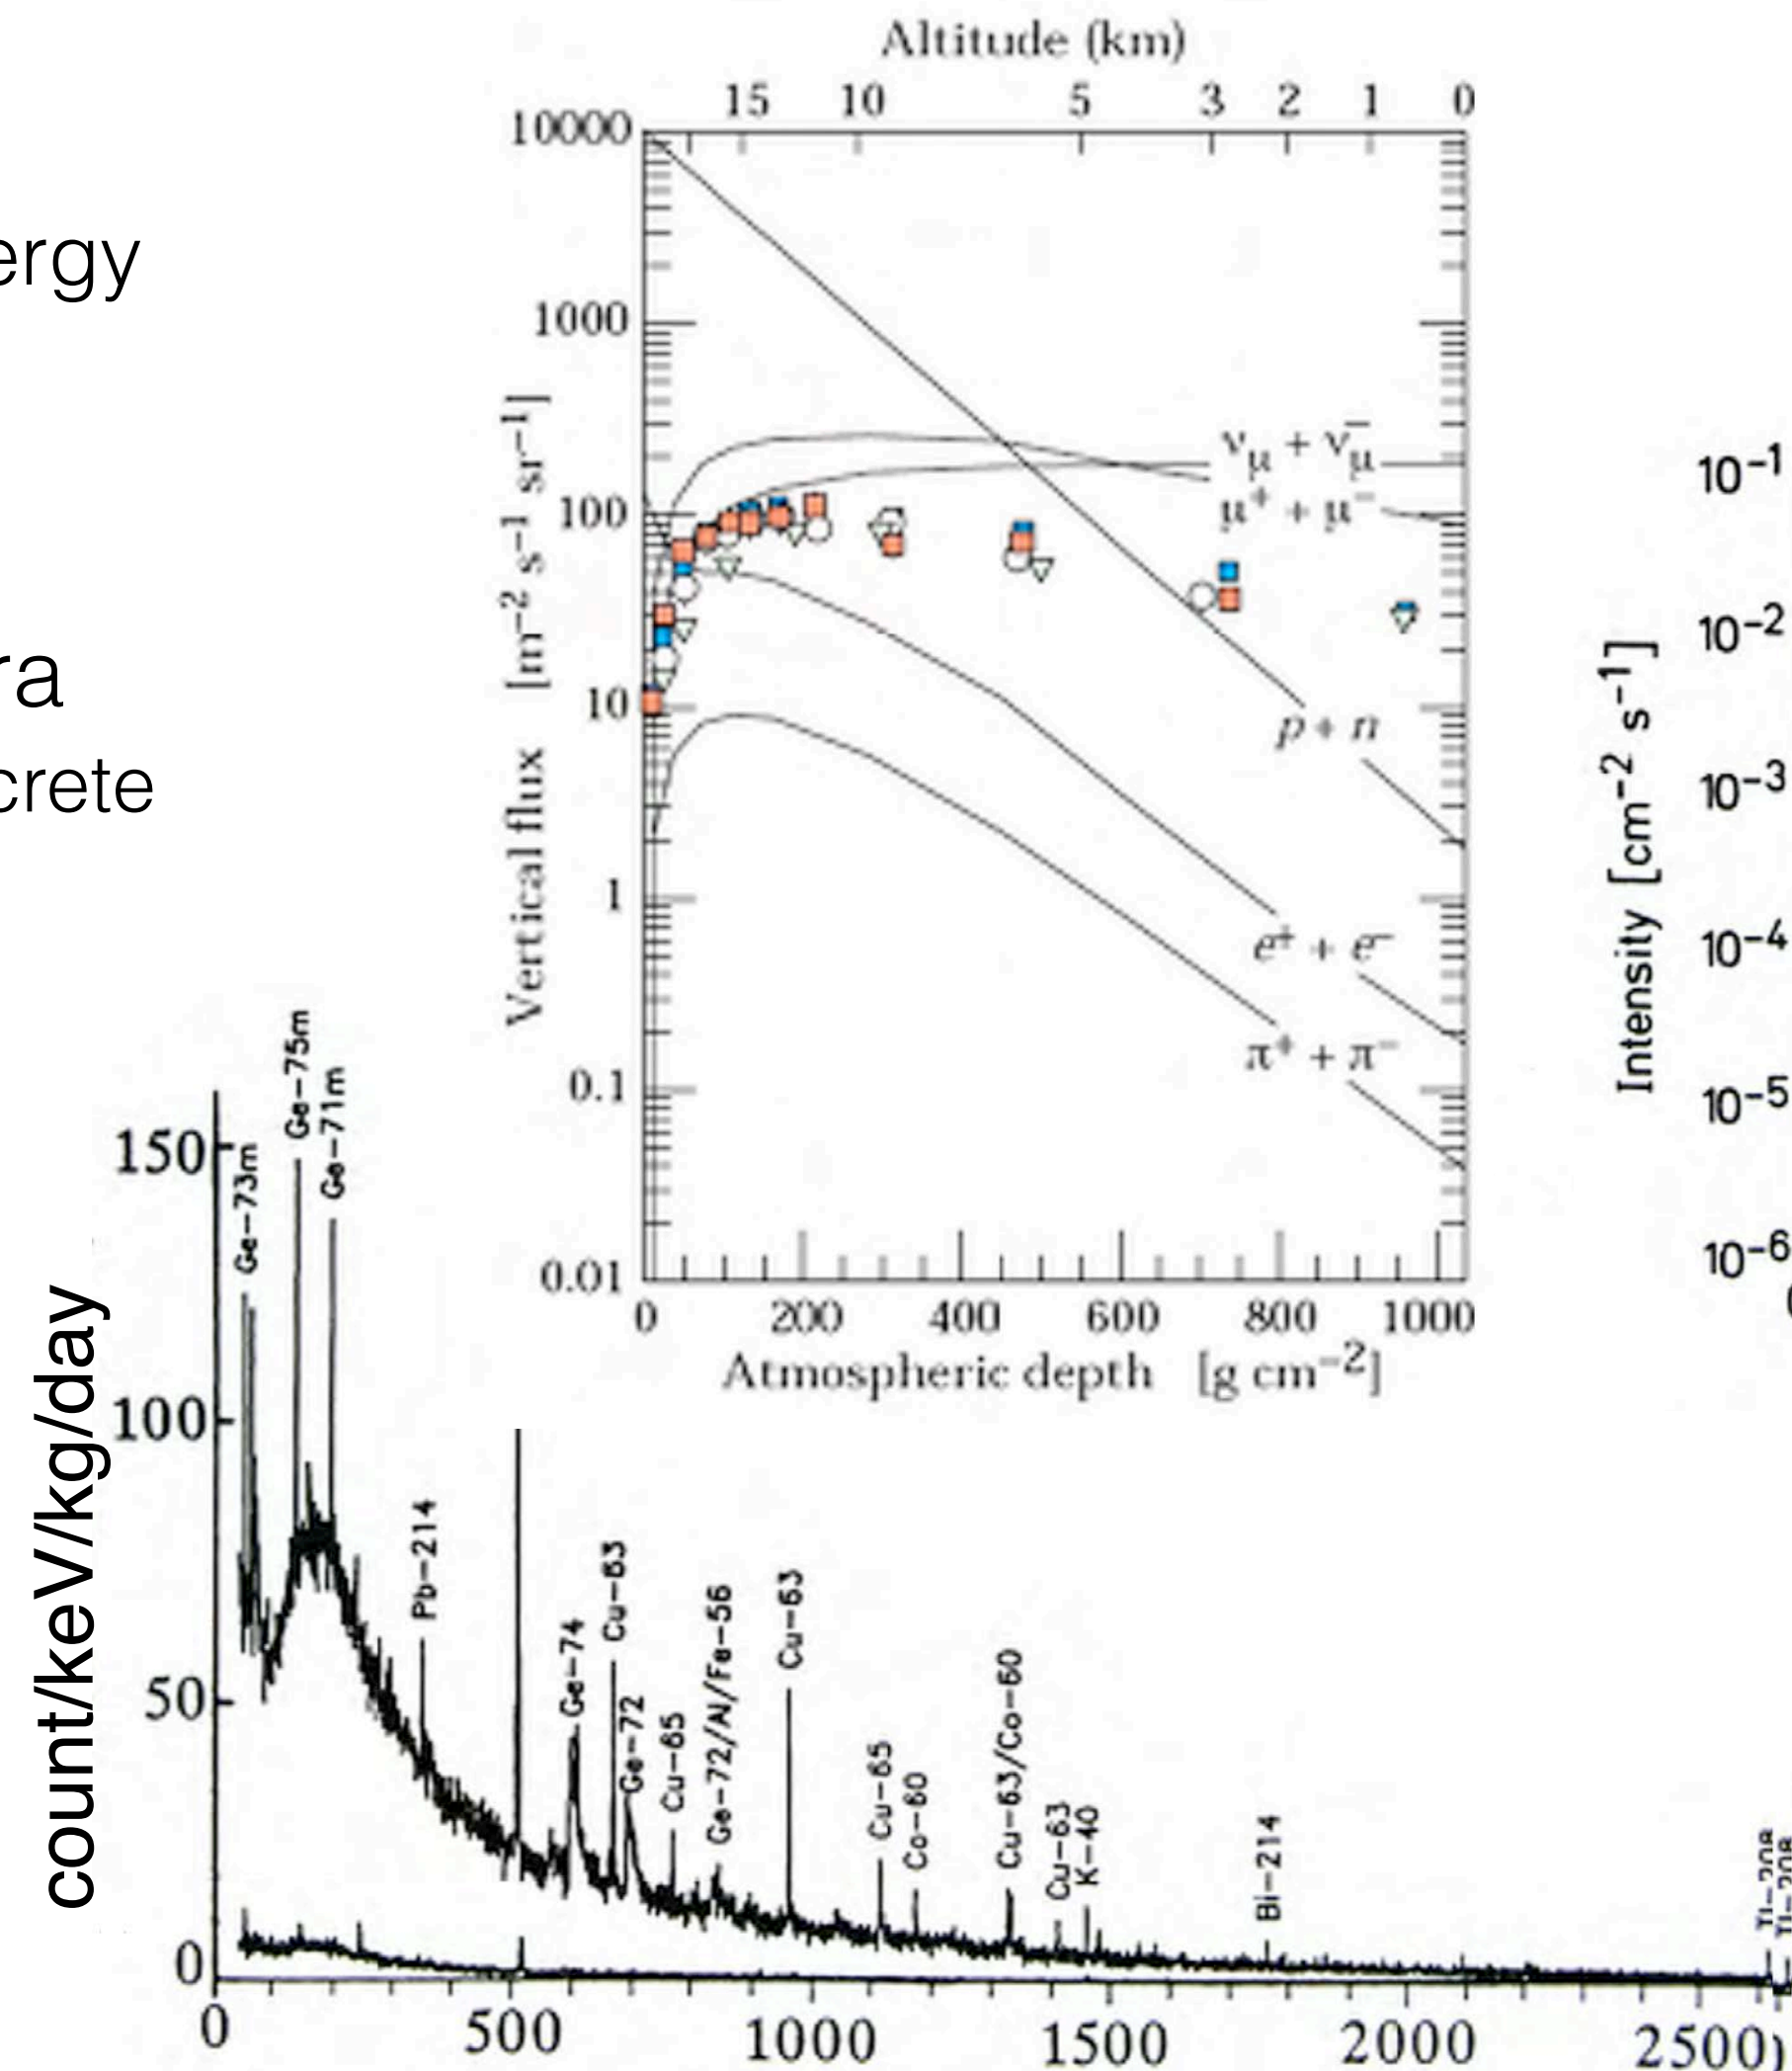 ergy
ra
crete
Altitude (km)
15 10 5 3 2 1 0
10000
1000
100
10
1
0.1
0.01
Vertical flux [m−2 s−1 sr−1]
νμ + ν̄μ
μ+ + μ−
p + n
e+ + e−
π+ + π−
0 200 400 600 800 1000
Atmospheric depth [g cm−2]
Intensity [cm−2 s−1]
10−1
10−2
10−3
10−4
10−5
10−6
count/keV/kg/day
150
100
50
0
Ge-73m
Ge-75m
Ge-71m
Pb-214
Ge-74
Cu-63
Ge-72
Cu-65
Ge-72/Al/Fe-56
Cu-63
Cu-65
Co-60
Cu-63/Co-60
Cu-63
K-40
Bi-214
Tl-208
Tl-208
0 500 1000 1500 2000 2500